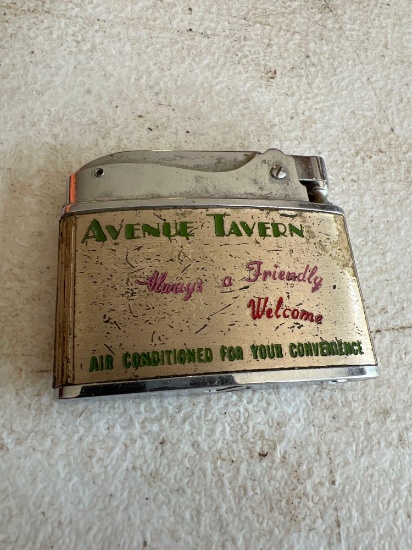 AVENUE TAVERN
Always a Friendly
Welcome
AIR CONDITIONED FOR YOUR CONVENIENCE